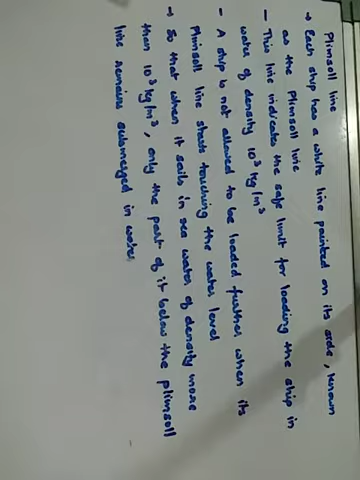 Plimsoll line
→ Each ship has a white line painted on its side, known
as the Plimsoll line
- This line indicates the safe limit for loading the ship in
water of density 10³ kg/m³
- A ship is not allowed to be loaded further when its
Plimsoll line starts touching the water level
→ So that when it sails in sea water of density more
than 10³ kg/m³, only the part of it below the plimsoll
line remains submerged in water